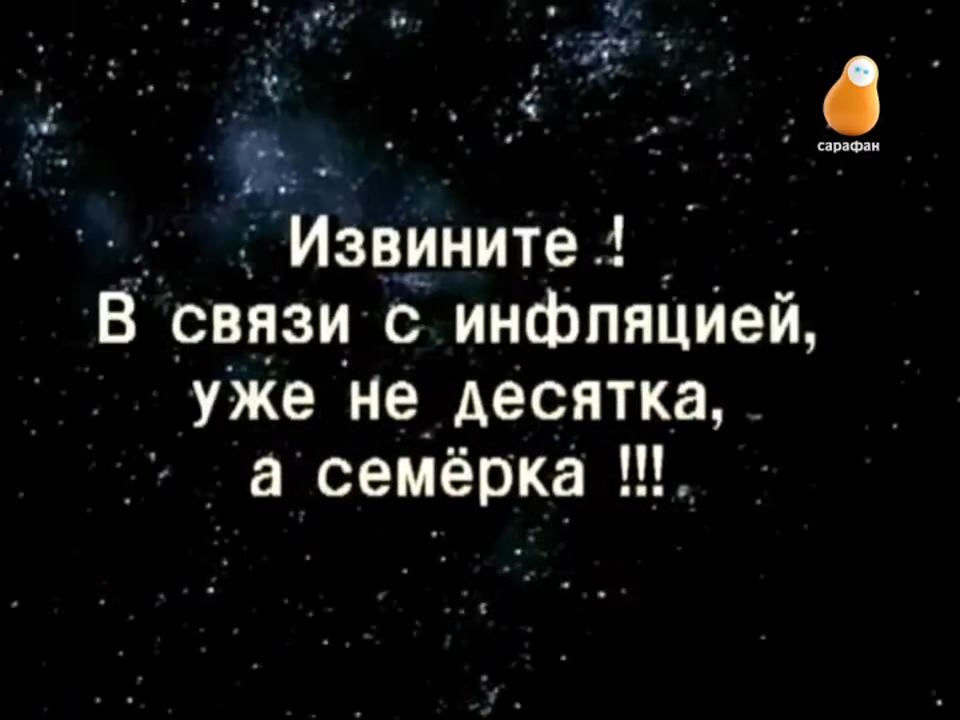 сарафан
Извините !
В связи с инфляцией,
уже не десятка,
а семёрка !!!